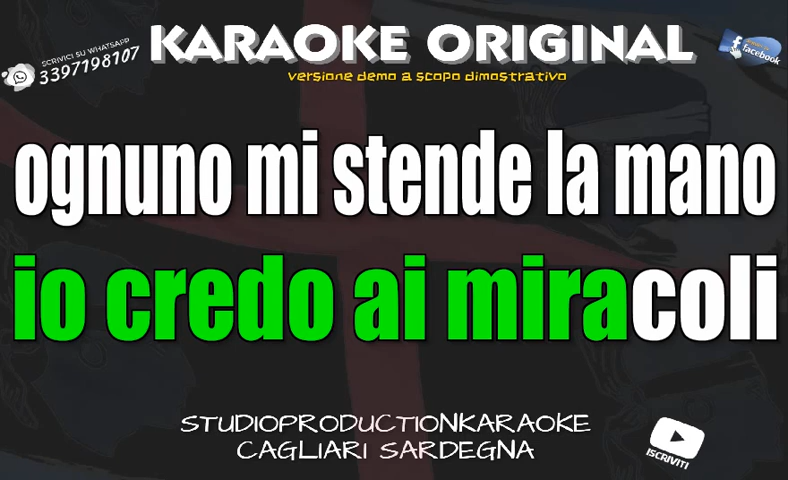 SCRIVICI SU WHATSAPP
3397198107
KARAOKE ORIGINAL
versione demo a scopo dimostrativo
facebook
ognuno mi stende la mano
io credo ai miracoli
STUDIOPRODUCTIONKARAOKE
CAGLIARI SARDEGNA
ISCRIVITI